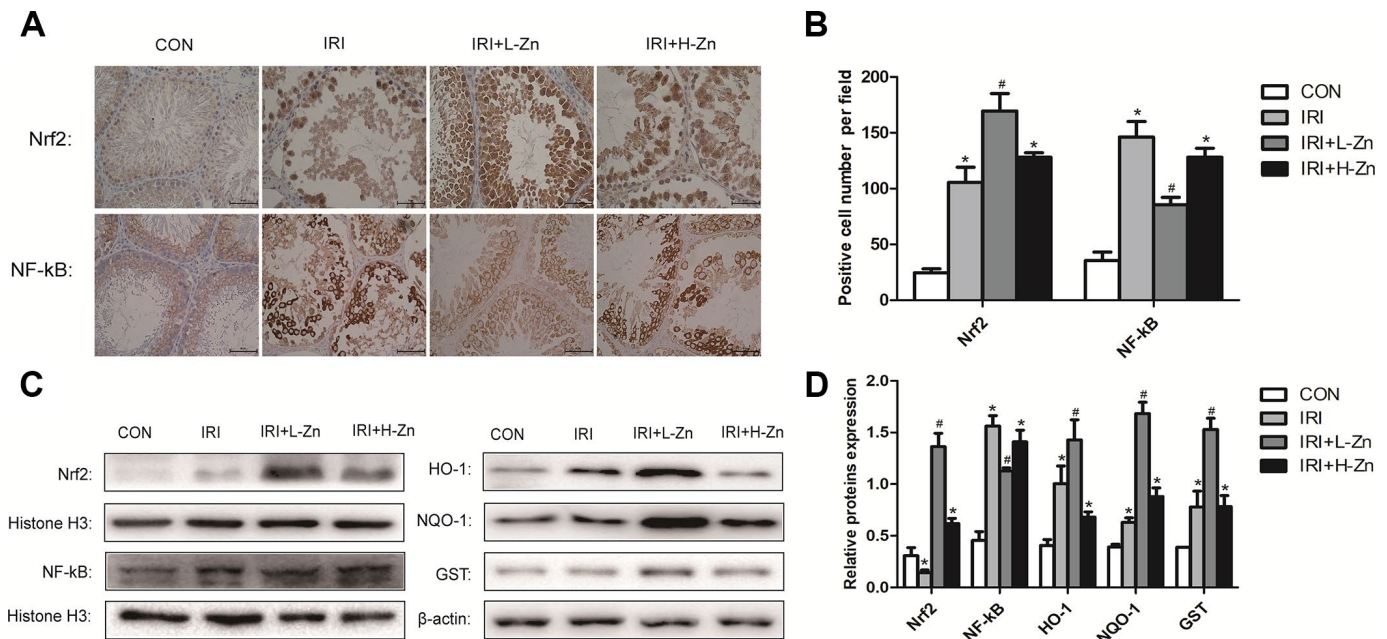 A
CON IRI IRI+L-Zn IRI+H-Zn
Nrf2:
NF-kB:
B
Positive cell number per field
200
150
100
50
0
* # *
* # *
Nrf2 NF-kB
CON
IRI
IRI+L-Zn
IRI+H-Zn
C
CON IRI IRI+L-Zn IRI+H-Zn
Nrf2:
Histone H3:
NF-kB:
Histone H3:
CON IRI IRI+L-Zn IRI+H-Zn
HO-1:
NQO-1:
GST:
β-actin:
D
Relative proteins expression
2.0
1.5
1.0
0.5
0.0
* # *
* # *
* # *
* # *
* # *
Nrf2 NF-kB HO-1 NQO-1 GST
CON
IRI
IRI+L-Zn
IRI+H-Zn